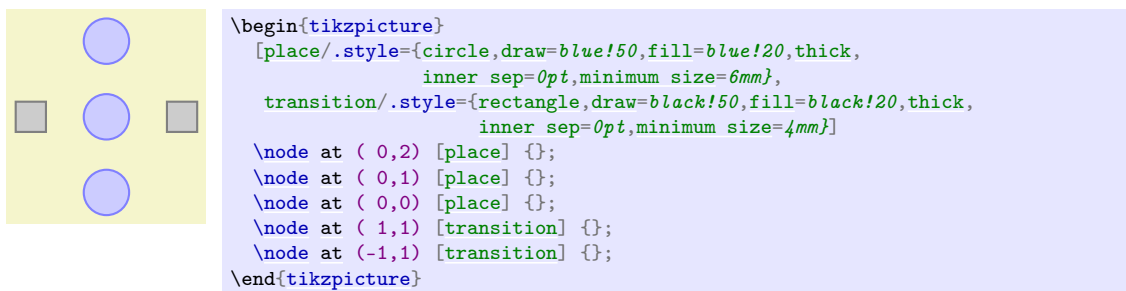 \begin{tikzpicture}
[place/.style={circle,draw=blue!50,fill=blue!20,thick,
inner sep=0pt,minimum size=6mm},
transition/.style={rectangle,draw=black!50,fill=black!20,thick,
inner sep=0pt,minimum size=4mm}]
\node at ( 0,2) [place] {};
\node at ( 0,1) [place] {};
\node at ( 0,0) [place] {};
\node at ( 1,1) [transition] {};
\node at (-1,1) [transition] {};
\end{tikzpicture}